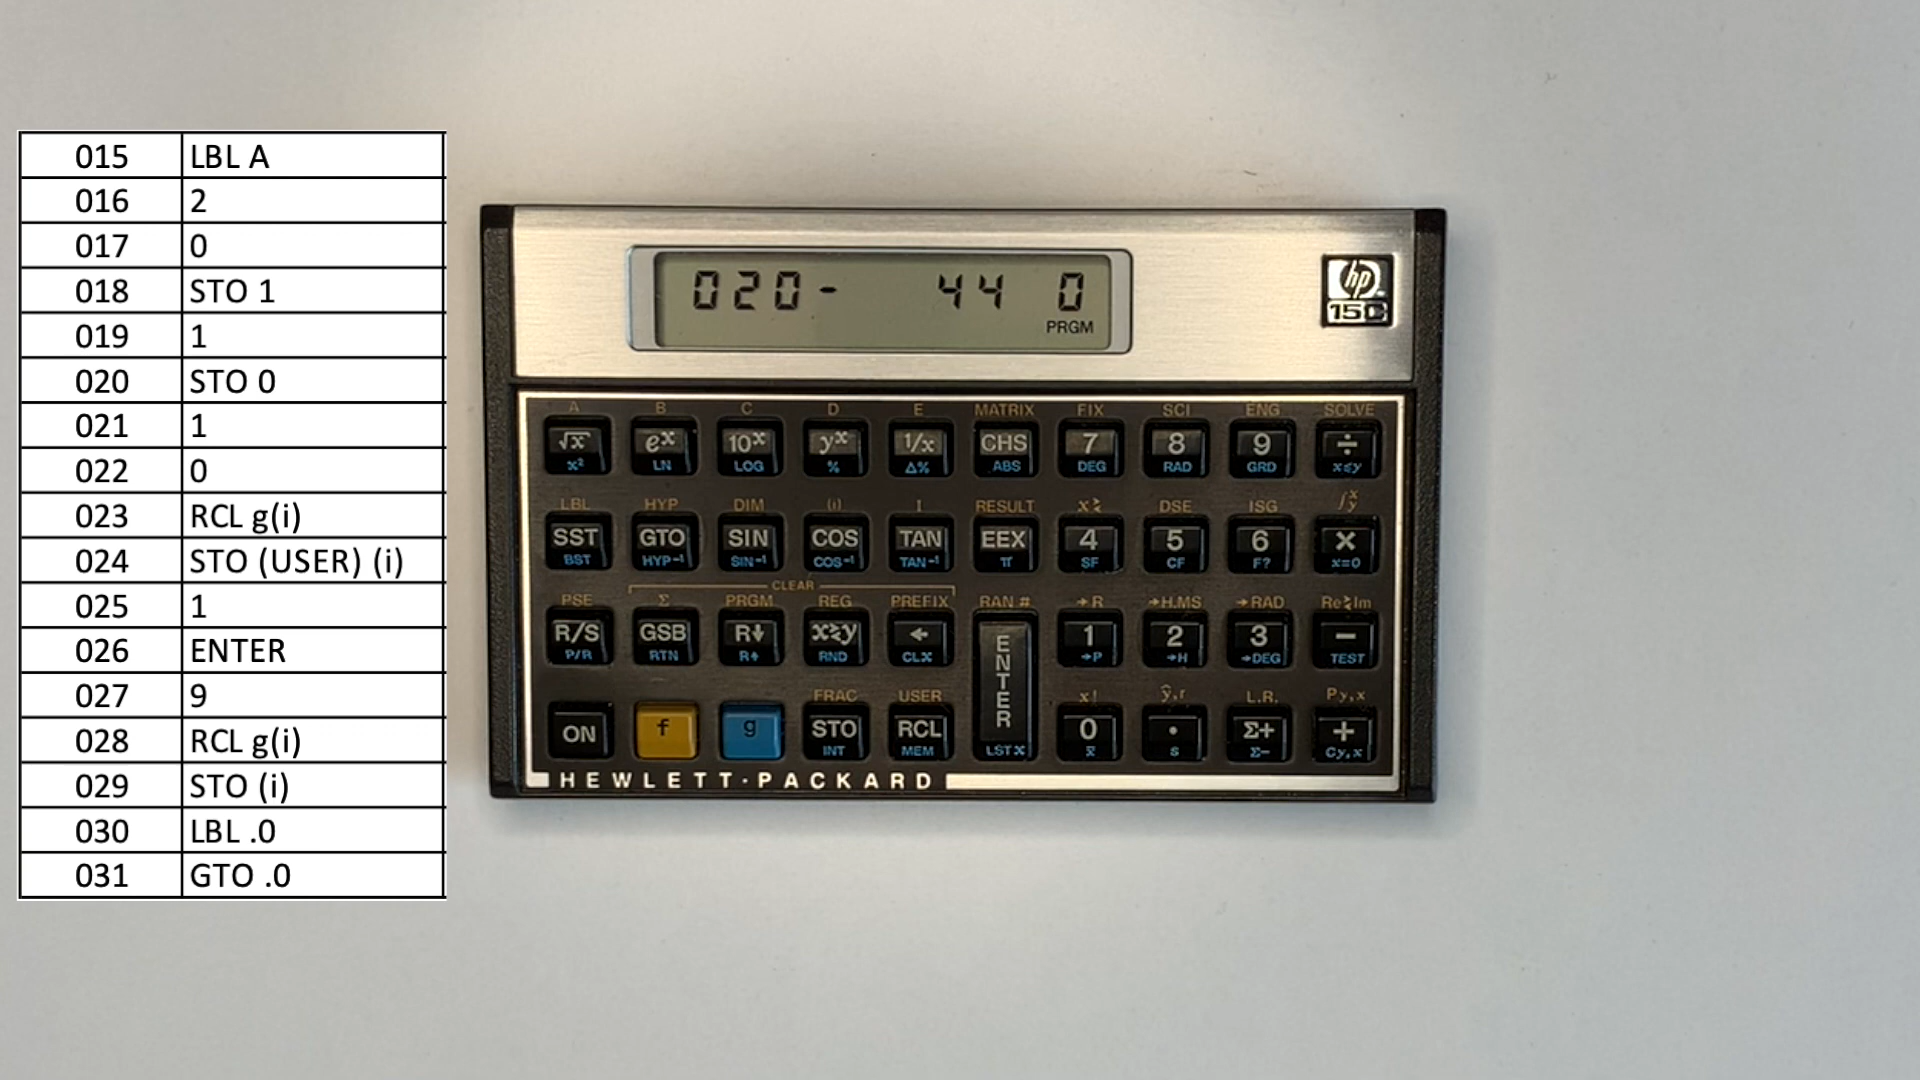 015 LBL A
016 2
017 0
018 STO 1
019 1
020 STO 0
021 1
022 0
023 RCL g(i)
024 STO (USER) (i)
025 1
026 ENTER
027 9
028 RCL g(i)
029 STO (i)
030 LBL .0
031 GTO .0
020- 44 0
PRGM
hp
15C
A B C D E MATRIX FIX SCI ENG SOLVE
√x eˣ 10ˣ yˣ 1/x CHS 7 8 9 ÷
x² LN LOG % Δ% ABS DEG RAD GRD x≤y
LBL HYP DIM (i) I RESULT x≷ DSE ISG ∫xy
SST GTO SIN COS TAN EEX 4 5 6 ×
BST HYP⁻¹ SIN⁻¹ COS⁻¹ TAN⁻¹ π SF CF F? x=0
CLEAR
PSE Σ PRGM REG PREFIX RAN # →R →H.MS →RAD Re≷Im
R/S GSB R↓ x≷y ← ENTER 1 2 3 −
P/R RTN R↑ RND CLx →P →H →DEG TEST
FRAC USER x! ŷ,r L.R. Py,x
ON f g STO RCL 0 · Σ+ +
INT MEM LSTx x̄ s Σ− Cy,x
HEWLETT·PACKARD